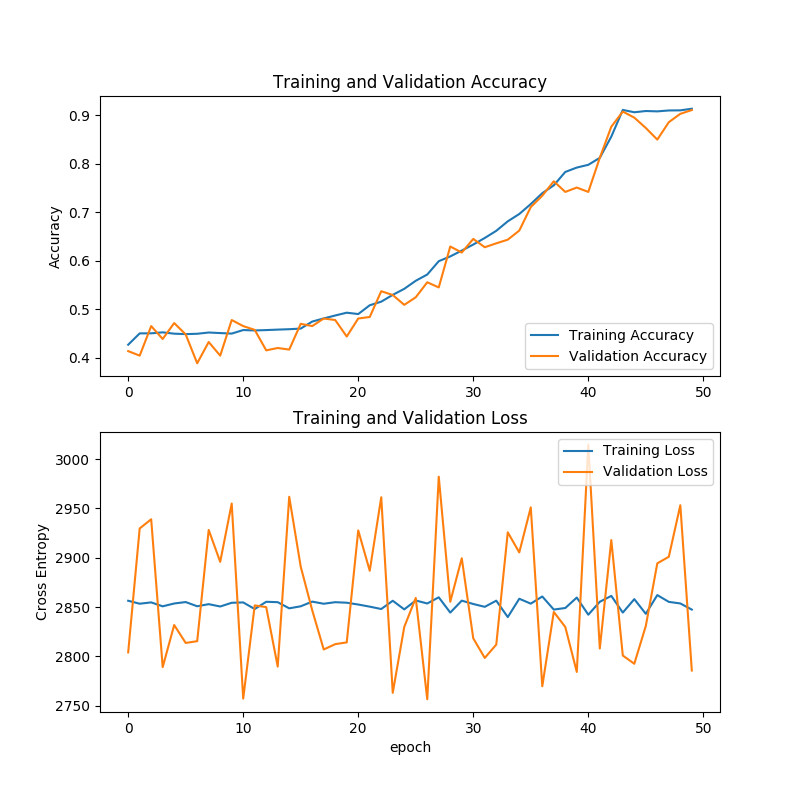 Training and Validation Accuracy
Accuracy
0.9
0.8
0.7
0.6
0.5
0.4
Training Accuracy
Validation Accuracy
0 10 20 30 40 50
Training and Validation Loss
Cross Entropy
3000
2950
2900
2850
2800
2750
Training Loss
Validation Loss
0 10 20 30 40 50
epoch